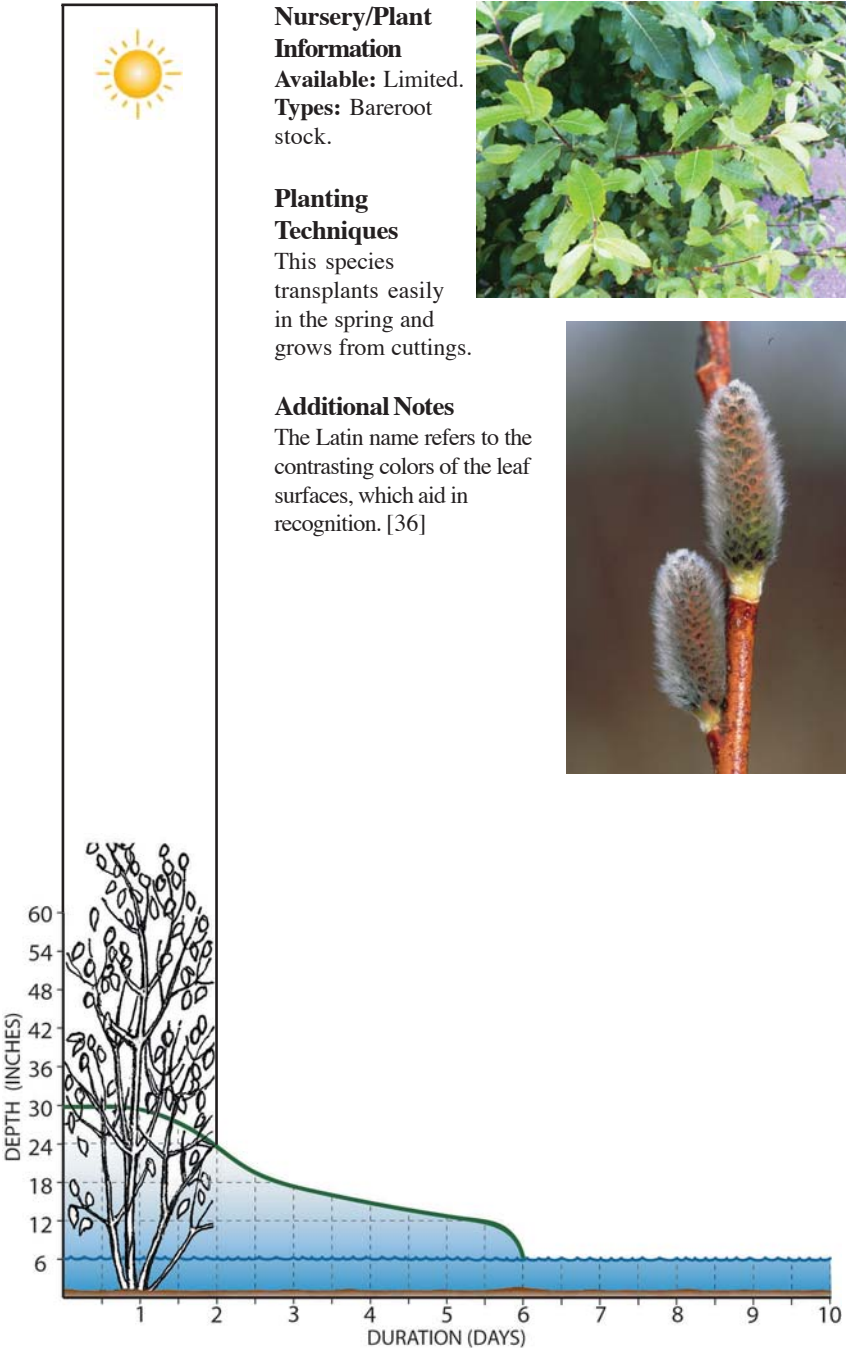 Nursery/Plant
Information
Available: Limited.
Types: Bareroot
stock.
Planting
Techniques
This species
transplants easily
in the spring and
grows from cuttings.
Additional Notes
The Latin name refers to the
contrasting colors of the leaf
surfaces, which aid in
recognition. [36]
60
54
48
42
36
30
24
18
12
6
DEPTH (INCHES)
1 2 3 4 5 6 7 8 9 10
DURATION (DAYS)